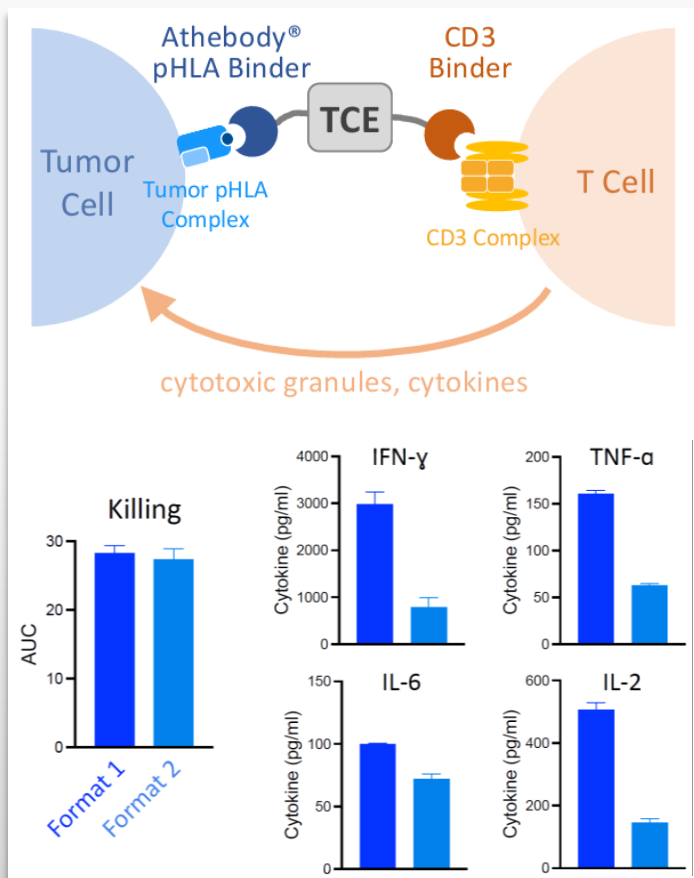 Athebody®
pHLA Binder
CD3
Binder
TCE
Tumor
Cell
T Cell
Tumor pHLA
Complex
CD3 Complex
cytotoxic granules, cytokines
Killing
AUC
30
20
10
0
Format 1
Format 2
IFN-ɣ
Cytokine (pg/ml)
4000
3000
2000
1000
0
TNF-α
Cytokine (pg/ml)
200
150
100
50
0
IL-6
Cytokine (pg/ml)
150
100
50
0
IL-2
Cytokine (pg/ml)
600
400
200
0